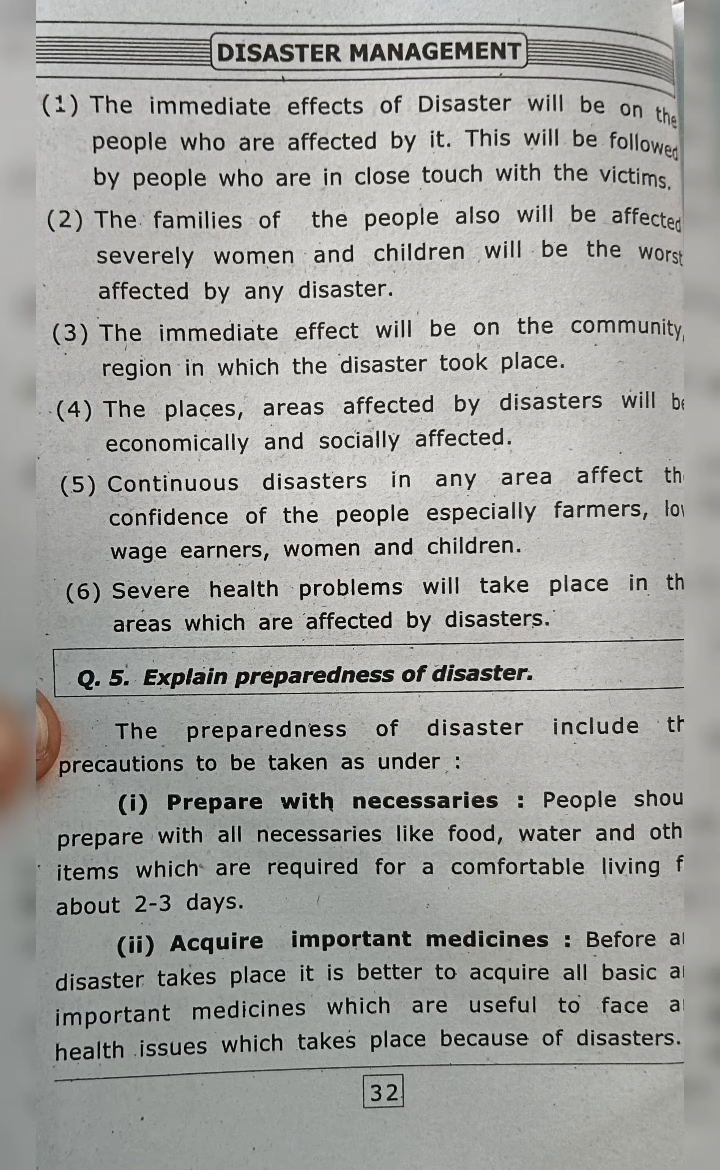 DISASTER MANAGEMENT
(1) The immediate effects of Disaster will be on the
people who are affected by it. This will be followed
by people who are in close touch with the victims.
(2) The families of the people also will be affected
severely women and children will be the worst
affected by any disaster.
(3) The immediate effect will be on the community,
region in which the disaster took place.
(4) The places, areas affected by disasters will
economically and socially affected.
(5) Continuous disasters in any area affect
confidence of the people especially farmers,
wage earners, women and children.
(6) Severe health problems will take place in
areas which are affected by disasters.
Q. 5. Explain preparedness of disaster.
The preparedness of disaster include
precautions to be taken as under :
(i) Prepare with necessaries : People
prepare with all necessaries like food, water and
items which are required for a comfortable living
about 2-3 days.
(ii) Acquire important medicines : Before
disaster takes place it is better to acquire all basic
important medicines which are useful to face
health issues which takes place because of disasters.
32